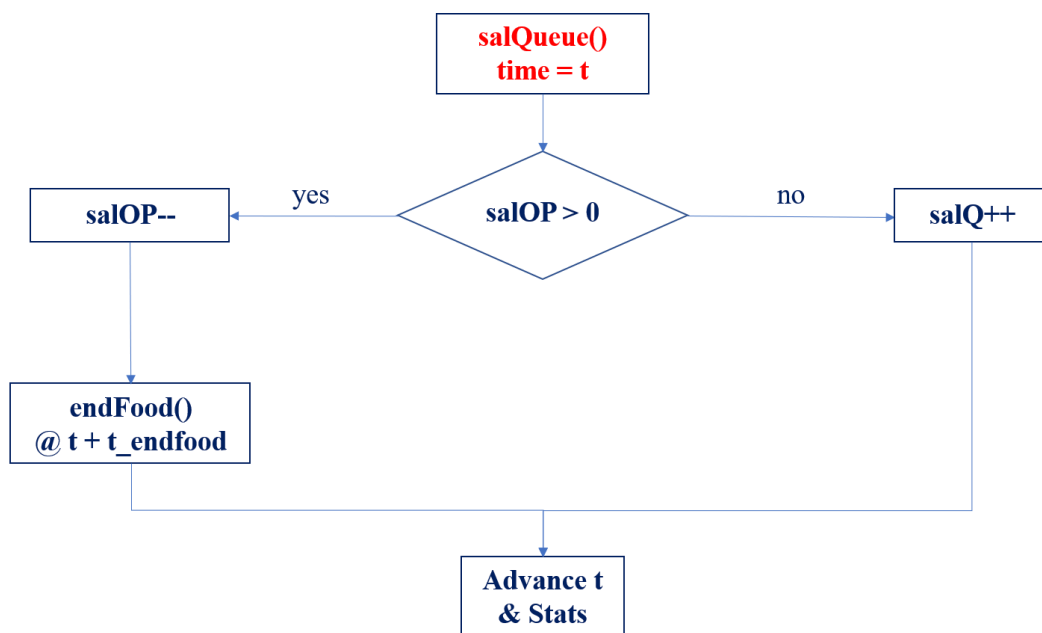 salQueue()
time = t
yes
salOP > 0
no
salOP--
salQ++
endFood()
@ t + t_endfood
Advance t
& Stats